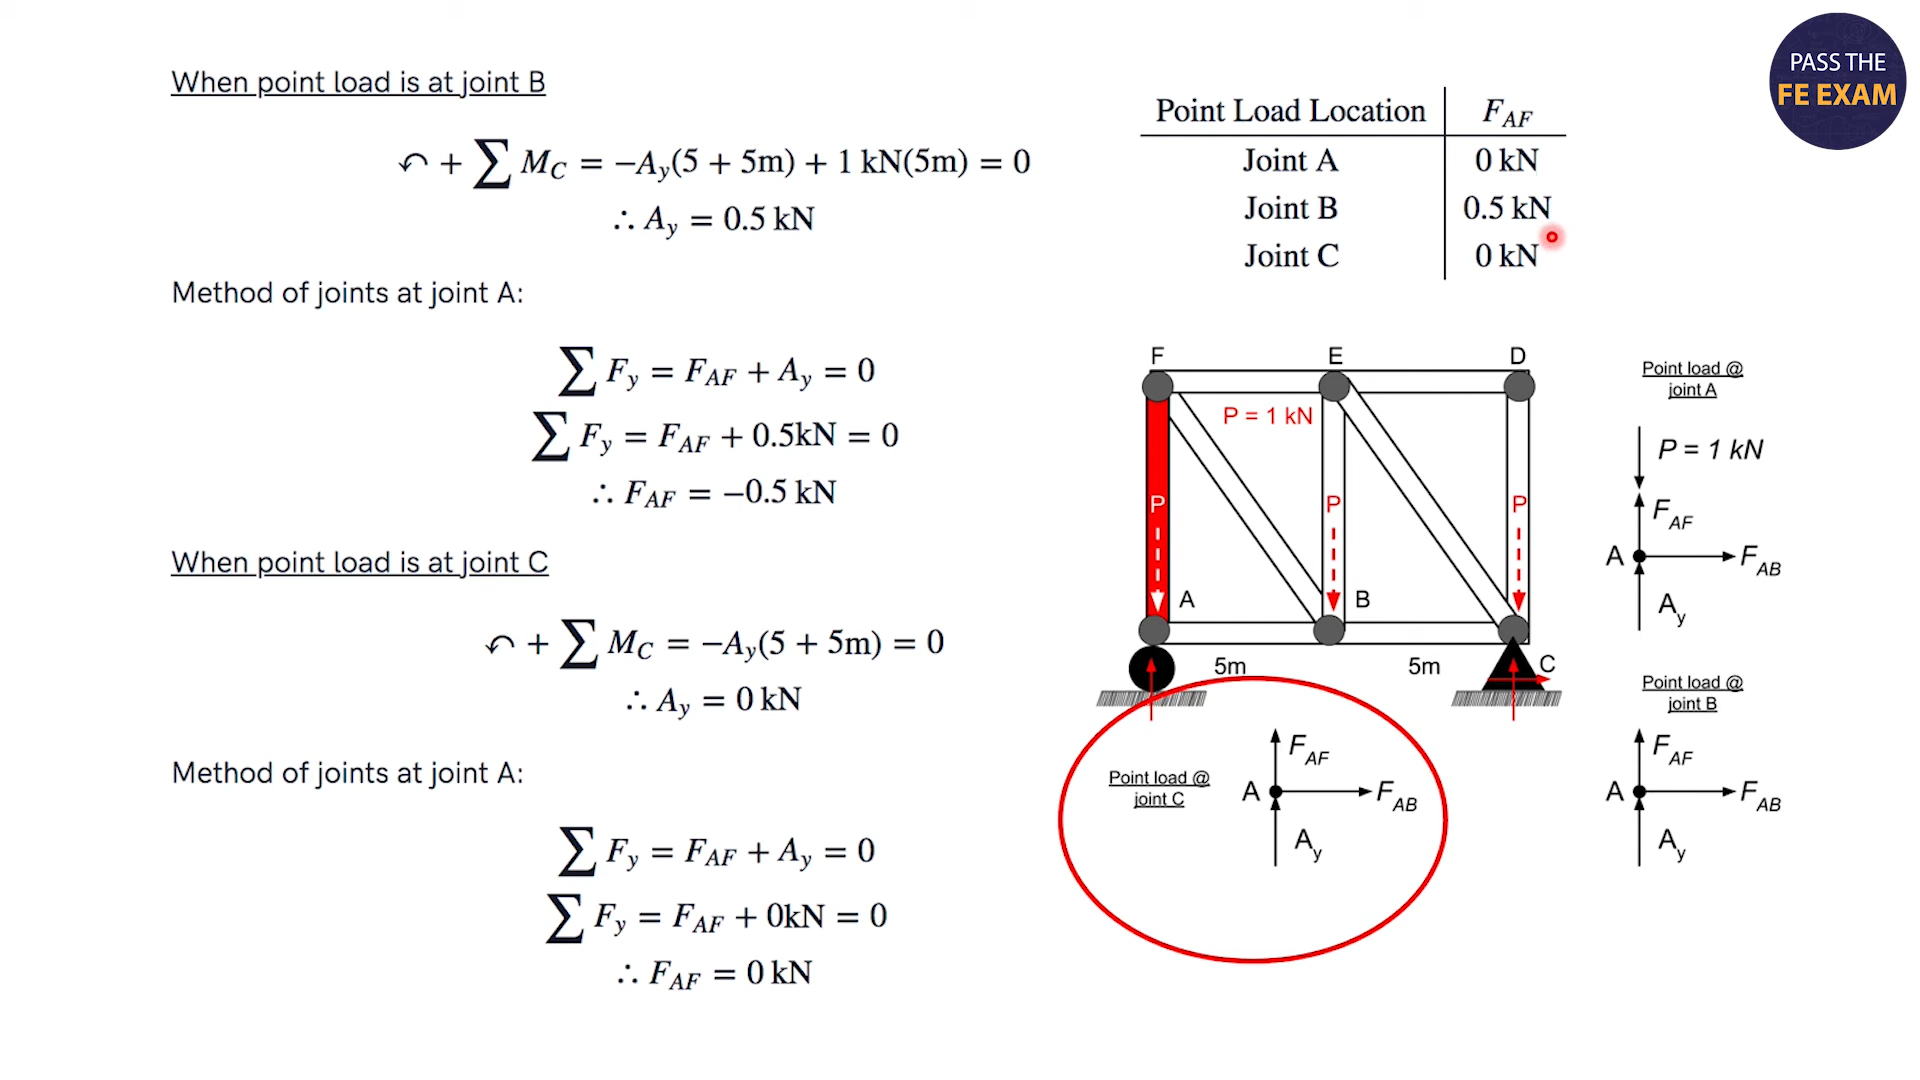 PASS THE
FE EXAM
When point load is at joint B
↶ + ∑ M_C = −A_y(5 + 5m) + 1 kN(5m) = 0
∴ A_y = 0.5 kN
Method of joints at joint A:
∑ F_y = F_AF + A_y = 0
∑ F_y = F_AF + 0.5kN = 0
∴ F_AF = −0.5 kN
When point load is at joint C
↶ + ∑ M_C = −A_y(5 + 5m) = 0
∴ A_y = 0 kN
Method of joints at joint A:
∑ F_y = F_AF + A_y = 0
∑ F_y = F_AF + 0kN = 0
∴ F_AF = 0 kN
Point Load Location F_AF
Joint A 0 kN
Joint B 0.5 kN
Joint C 0 kN
F E D
P = 1 kN
P P P
A B
5m 5m C
Point load @
joint A
P = 1 kN
F_AF
A F_AB
A_y
Point load @
joint B
F_AF
A F_AB
A_y
Point load @
joint C
F_AF
A F_AB
A_y